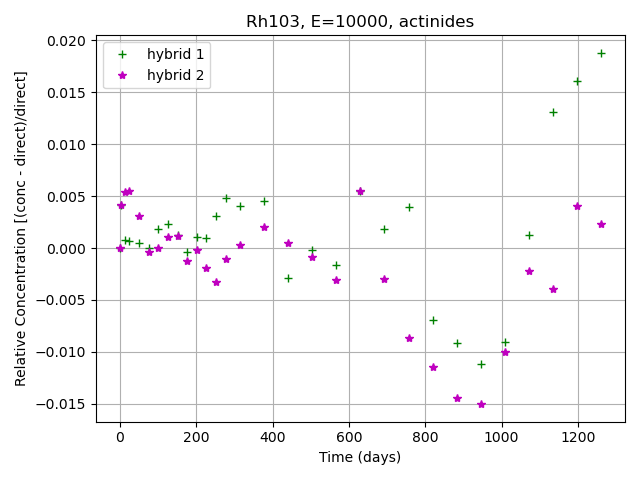 Rh103, E=10000, actinides
hybrid 1
hybrid 2
Relative Concentration [(conc - direct)/direct]
0.020
0.015
0.010
0.005
0.000
−0.005
−0.010
−0.015
0 200 400 600 800 1000 1200
Time (days)